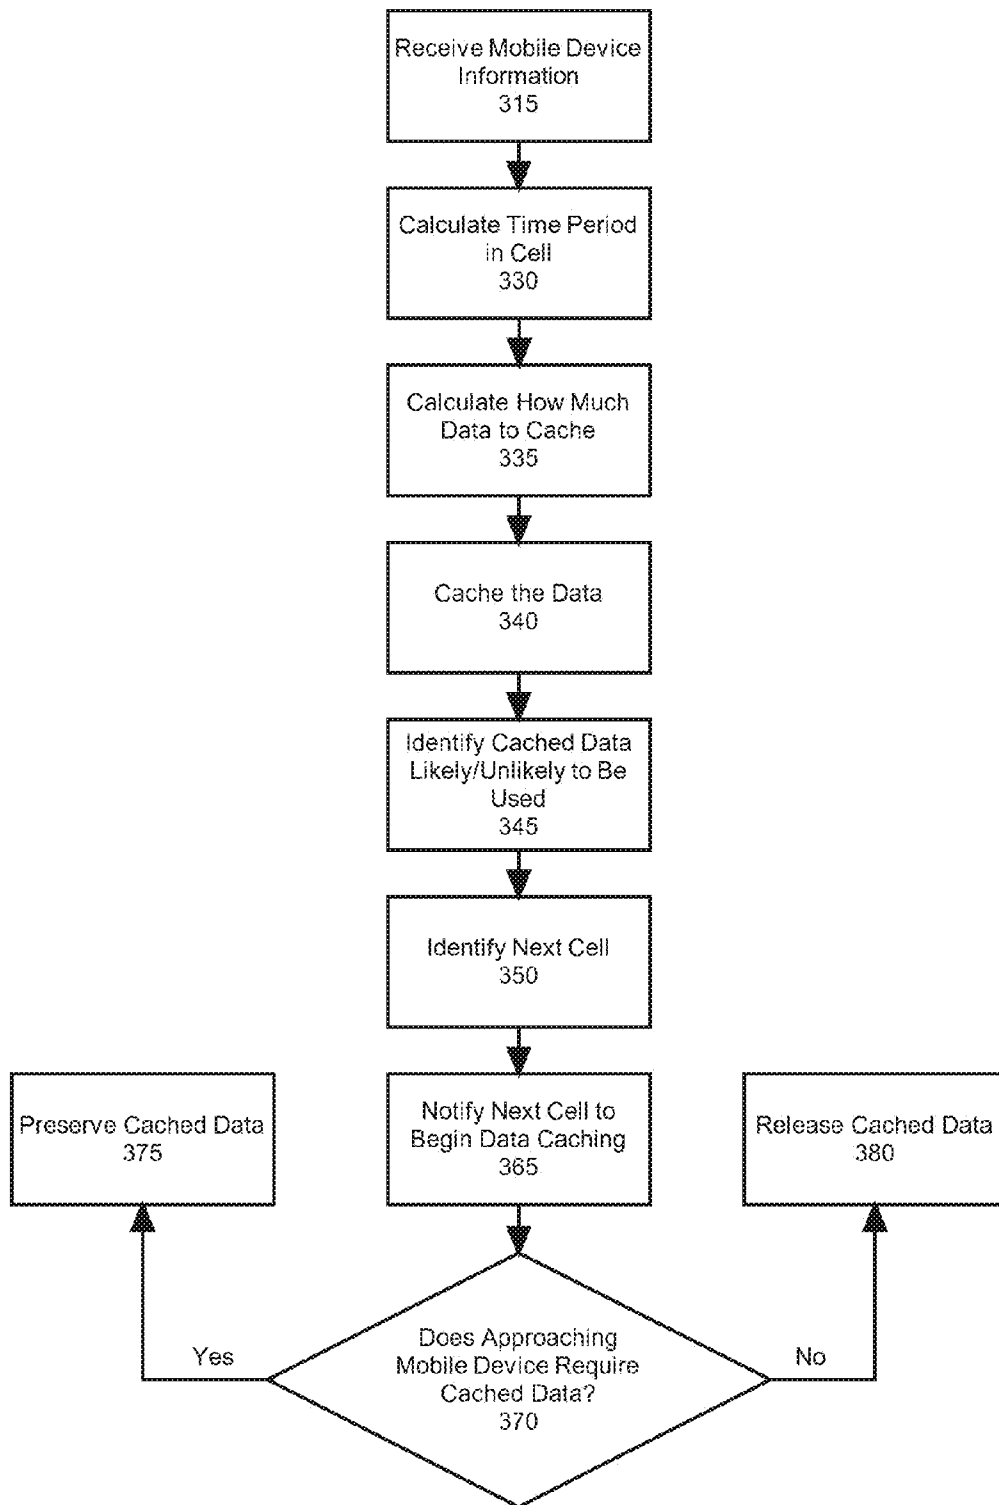 Receive Mobile Device
Information
315
Calculate Time Period
in Cell
330
Calculate How Much
Data to Cache
335
Cache the Data
340
Identify Cached Data
Likely/Unlikely to Be
Used
345
Identify Next Cell
350
Preserve Cached Data
375
Notify Next Cell to
Begin Data Caching
365
Release Cached Data
380
Yes
Does Approaching
Mobile Device Require
Cached Data?
370
No